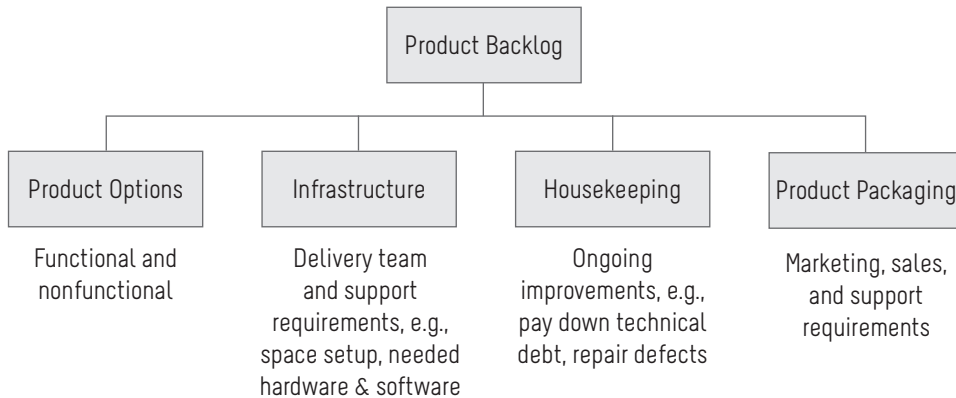 Product Backlog
Product Options
Infrastructure
Housekeeping
Product Packaging
Functional and
nonfunctional
Delivery team
and support
requirements, e.g.,
space setup, needed
hardware & software
Ongoing
improvements, e.g.,
pay down technical
debt, repair defects
Marketing, sales,
and support
requirements